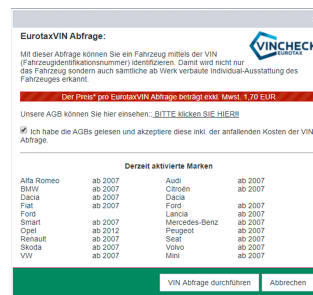 EurotaxVIN Abfrage:
VINCHECK
EUROTAX
Mit dieser Abfrage können Sie ein Fahrzeug mittels der VIN
(Fahrzeugidentifikationsnummer) identifizieren. Damit wird nicht nur
das Fahrzeug sondern auch sämtliche ab Werk verbaute Individual-Ausstattung des
Fahrzeuges erkannt.
Der Preis* pro EurotaxVIN Abfrage beträgt exkl. Mwst. 1,70 EUR
Unsere AGB können Sie hier einsehen:: BITTE klicken SIE HIER!!
Ich habe die AGBs gelesen und akzeptiere diese inkl. der anfallenden Kosten der VIN
Abfrage.
Derzeit aktivierte Marken
Alfa Romeo ab 2007 Audi ab 2007
BMW ab 2007 Citroën ab 2007
Dacia ab 2007 Dacia
Fiat ab 2007 Ford ab 2007
Ford Lancia ab 2007
Smart ab 2007 Mercedes-Benz ab 2007
Opel ab 2012 Peugeot ab 2007
Renault ab 2007 Seat ab 2007
Skoda ab 2007 Volvo ab 2007
VW ab 2007 Mini ab 2007
VIN Abfrage durchführen Abbrechen